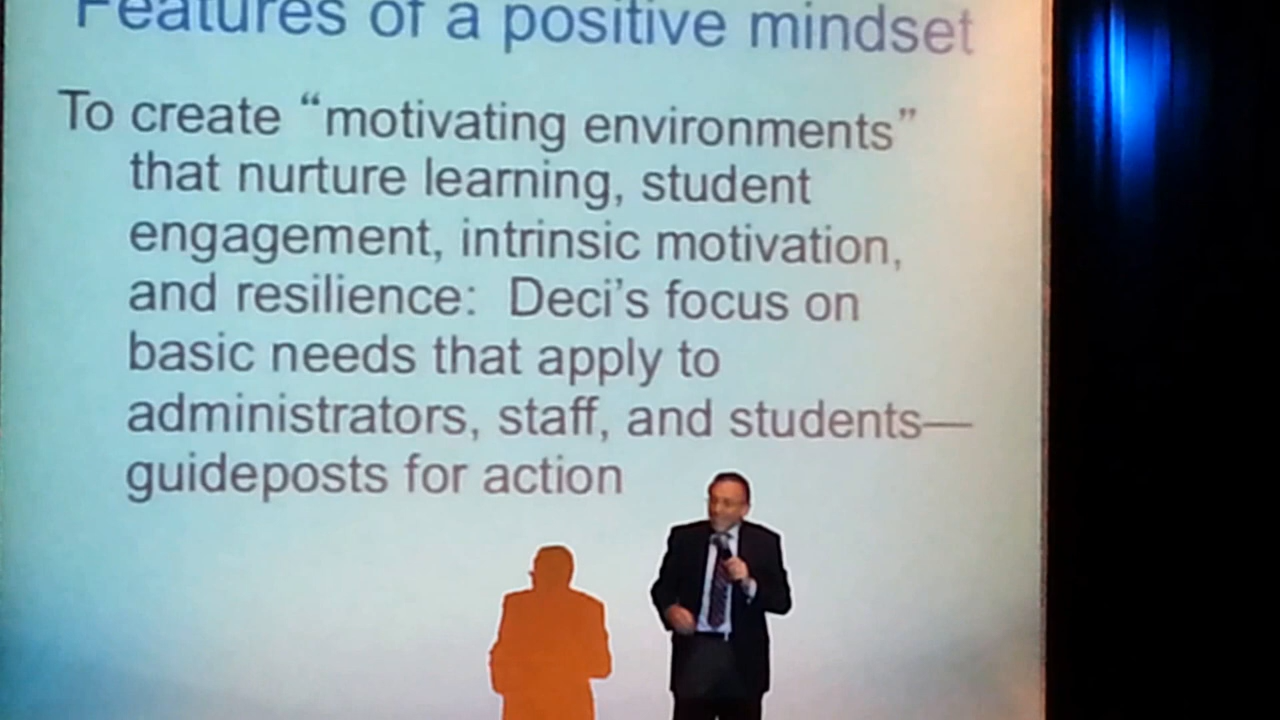 Features of a positive mindset
To create “motivating environments”
that nurture learning, student
engagement, intrinsic motivation,
and resilience: Deci’s focus on
basic needs that apply to
administrators, staff, and students—
guideposts for action